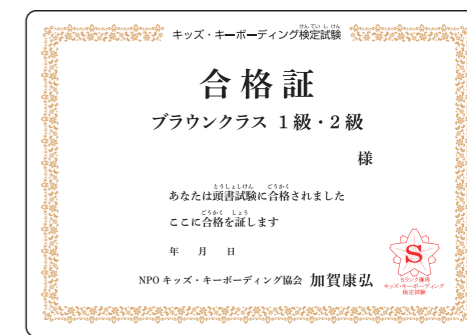 キッズ・キーボーディング検定試験
合格証
ブラウンクラス 1級・2級
様
あなたは頭書試験に合格されました
ここに合格を証します
年 月 日
NPO キッズ・キーボーディング協会 加賀康弘
S
Sランク獲得
キッズ・キーボーディング
検定試験